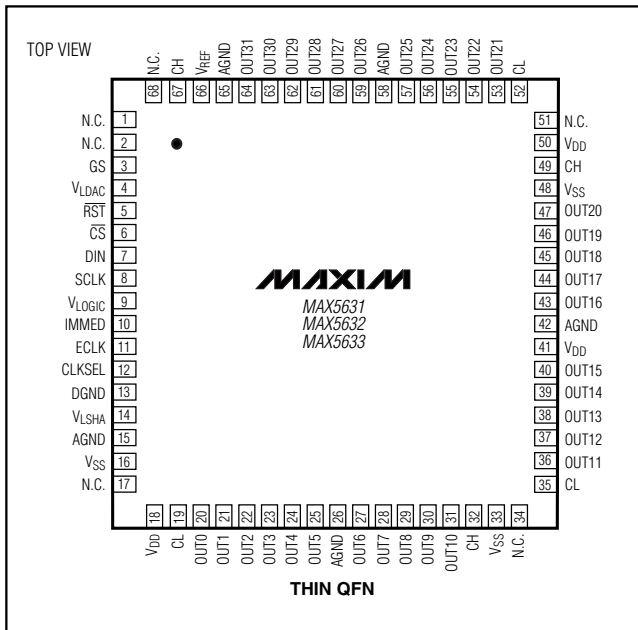 TOP VIEW
N.C.
CH
VREF
AGND
OUT31
OUT30
OUT29
OUT28
OUT27
OUT26
AGND
OUT25
OUT24
OUT23
OUT22
OUT21
CL
68 67 66 65 64 63 62 61 60 59 58 57 56 55 54 53 52
N.C. 1
N.C. 2
GS 3
VLDAC 4
RST 5
CS 6
DIN 7
SCLK 8
VLOGIC 9
IMMED 10
ECLK 11
CLKSEL 12
DGND 13
VLSHA 14
AGND 15
VSS 16
N.C. 17
MAXIM
MAX5631
MAX5632
MAX5633
51 N.C.
50 VDD
49 CH
48 VSS
47 OUT20
46 OUT19
45 OUT18
44 OUT17
43 OUT16
42 AGND
41 VDD
40 OUT15
39 OUT14
38 OUT13
37 OUT12
36 OUT11
35 CL
18 19 20 21 22 23 24 25 26 27 28 29 30 31 32 33 34
VDD
CL
OUT0
OUT1
OUT2
OUT3
OUT4
OUT5
AGND
OUT6
OUT7
OUT8
OUT9
OUT10
CH
VSS
N.C.
THIN QFN